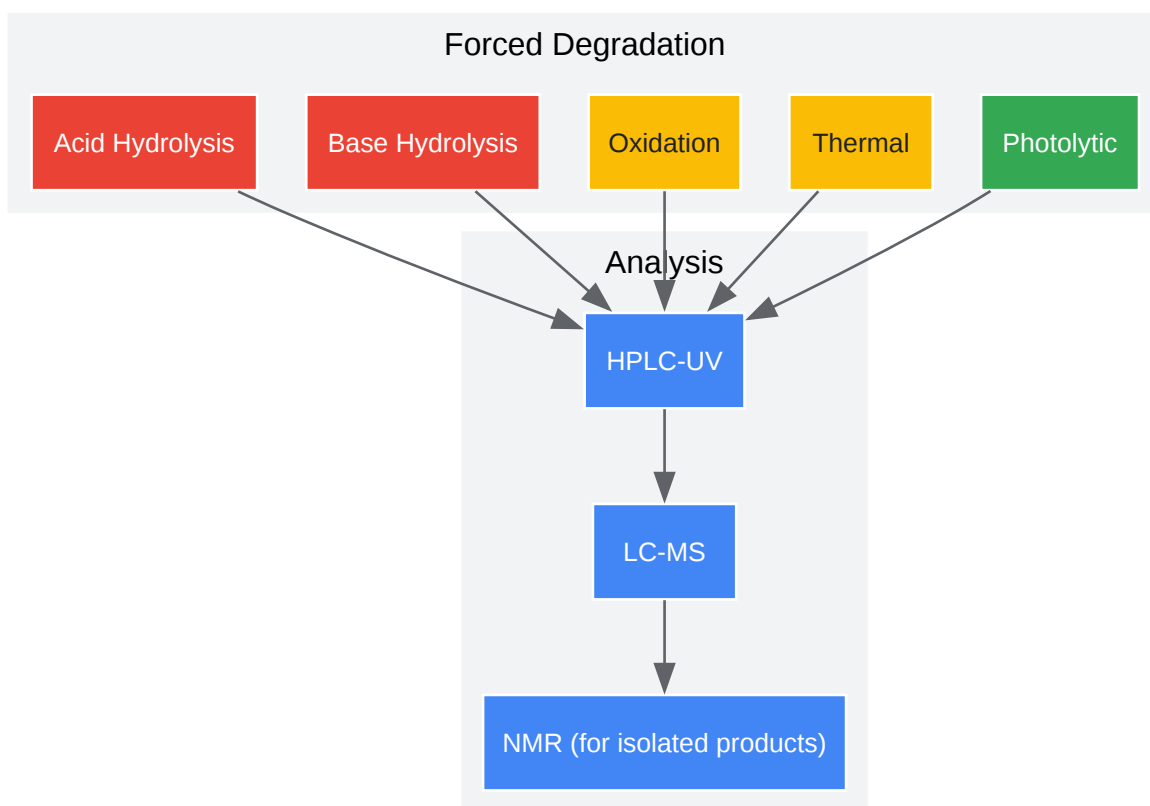 Forced Degradation
Acid Hydrolysis
Base Hydrolysis
Oxidation
Thermal
Photolytic
Analysis
HPLC-UV
LC-MS
NMR (for isolated products)